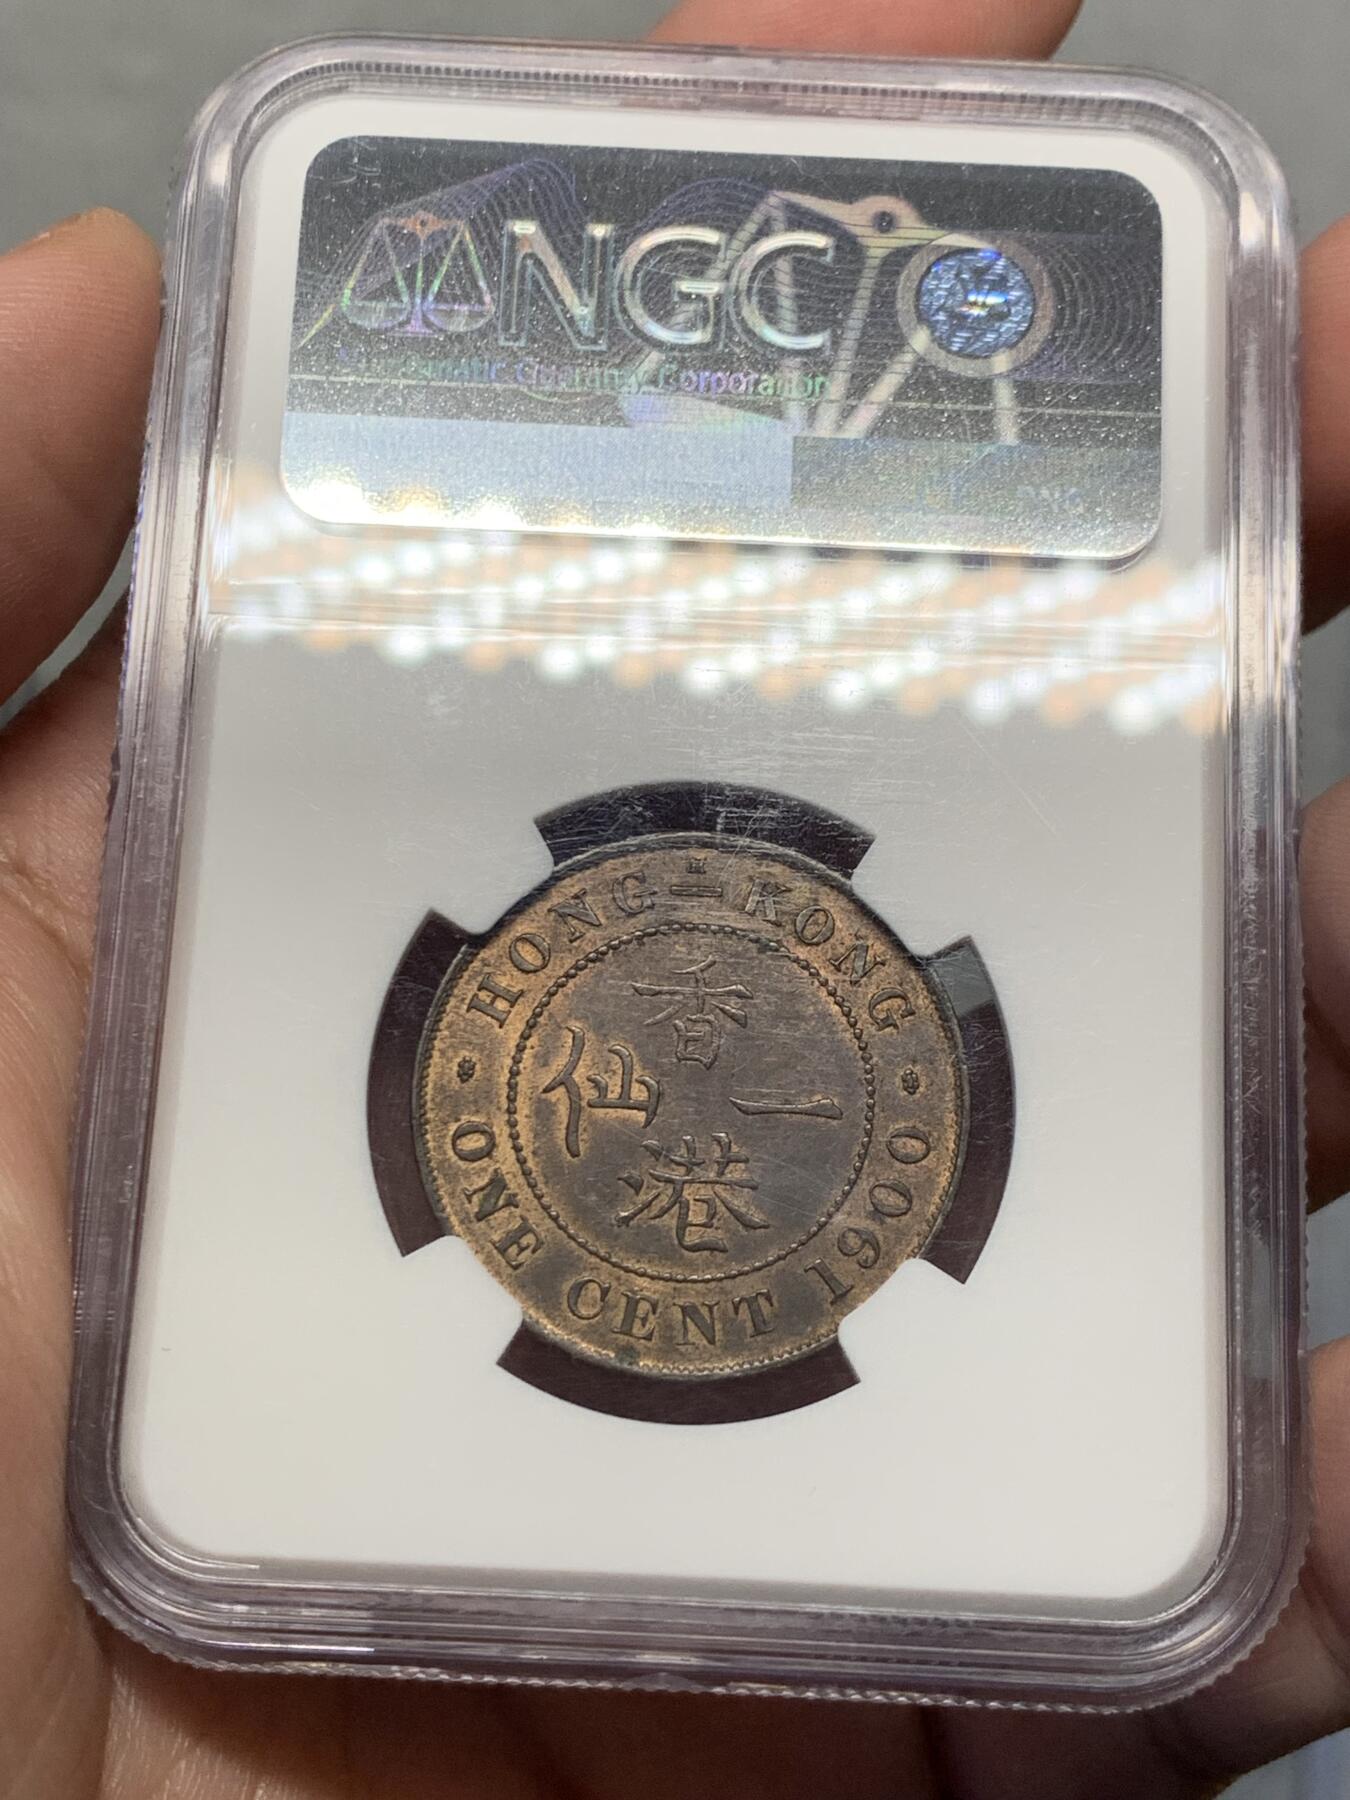 NGC
Numismatic Guaranty Corporation
H
HONG-KONG
香
仙 一
港
ONE CENT 1900